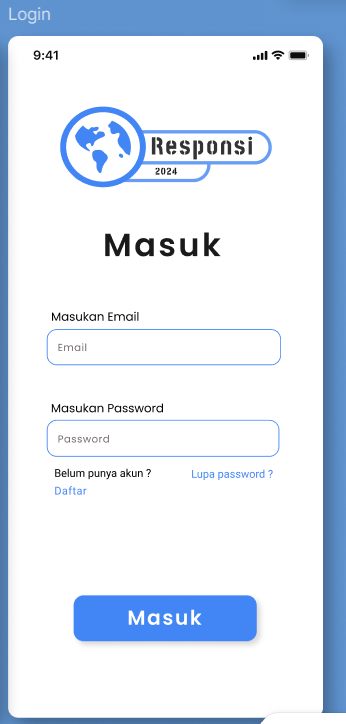 Login
9:41
Responsi
2024
Masuk
Masukan Email
Email
Masukan Password
Password
Belum punya akun ? Lupa password ?
Daftar
Masuk